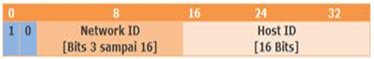 0 8 16 24 32
1 0 Network ID Host ID
[Bits 3 sampai 16] [16 Bits]